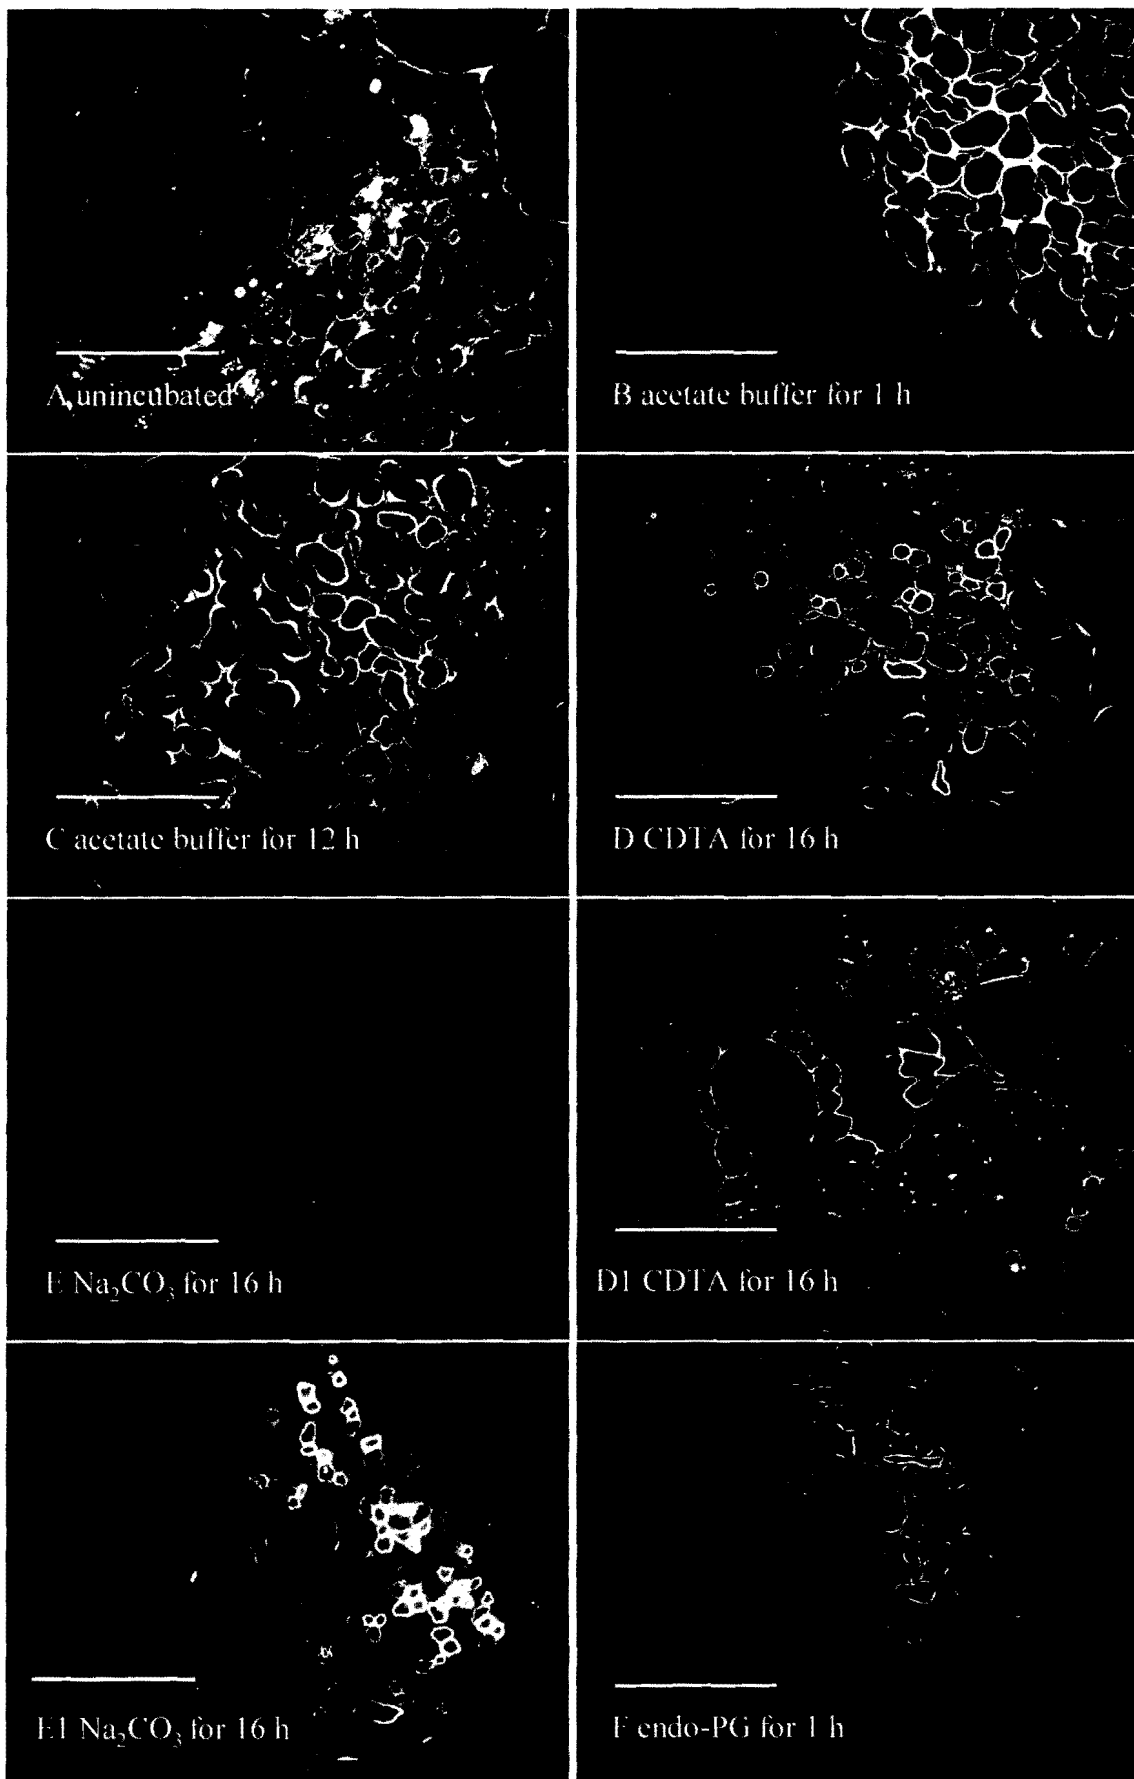 A unincubated
B acetate buffer for 1 h
C acetate buffer for 12 h
D CDTA for 16 h
E Na₂CO₃ for 16 h
D1 CDTA for 16 h
E1 Na₂CO₃ for 16 h
F endo-PG for 1 h